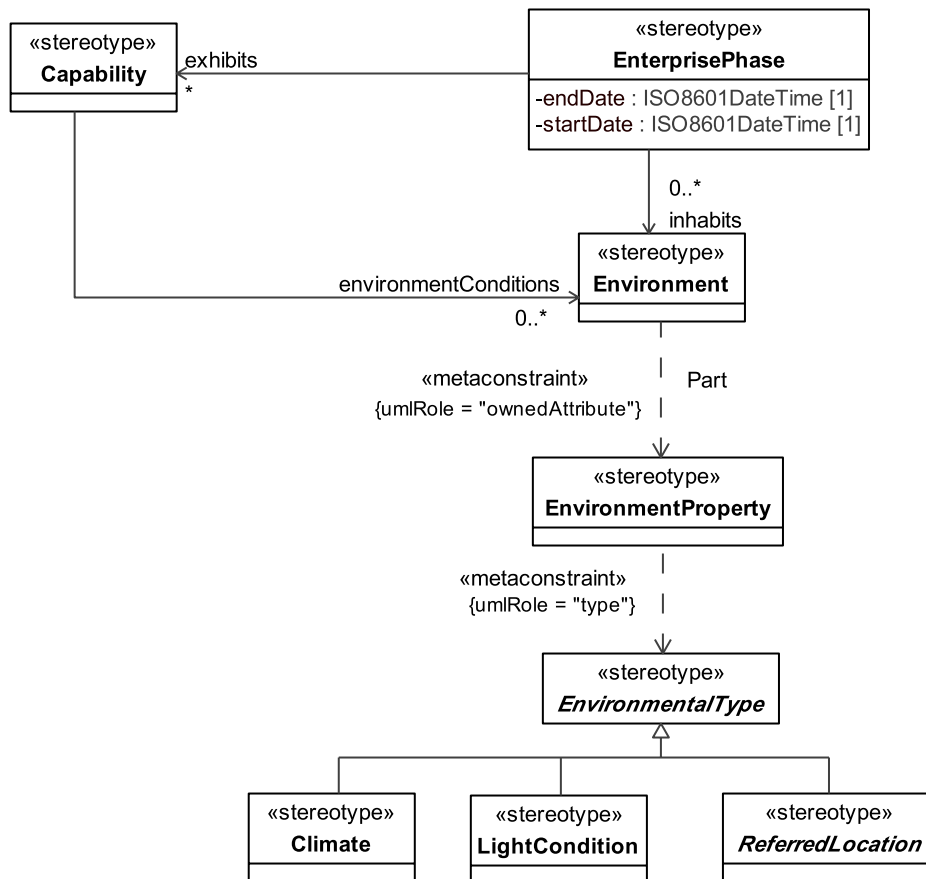 «stereotype»
Capability
exhibits
*
«stereotype»
EnterprisePhase
-endDate : ISO8601DateTime [1]
-startDate : ISO8601DateTime [1]
0..*
inhabits
«stereotype»
Environment
environmentConditions
0..*
«metaconstraint»
{umlRole = "ownedAttribute"}
Part
«stereotype»
EnvironmentProperty
«metaconstraint»
{umlRole = "type"}
«stereotype»
EnvironmentalType
«stereotype»
Climate
«stereotype»
LightCondition
«stereotype»
ReferredLocation